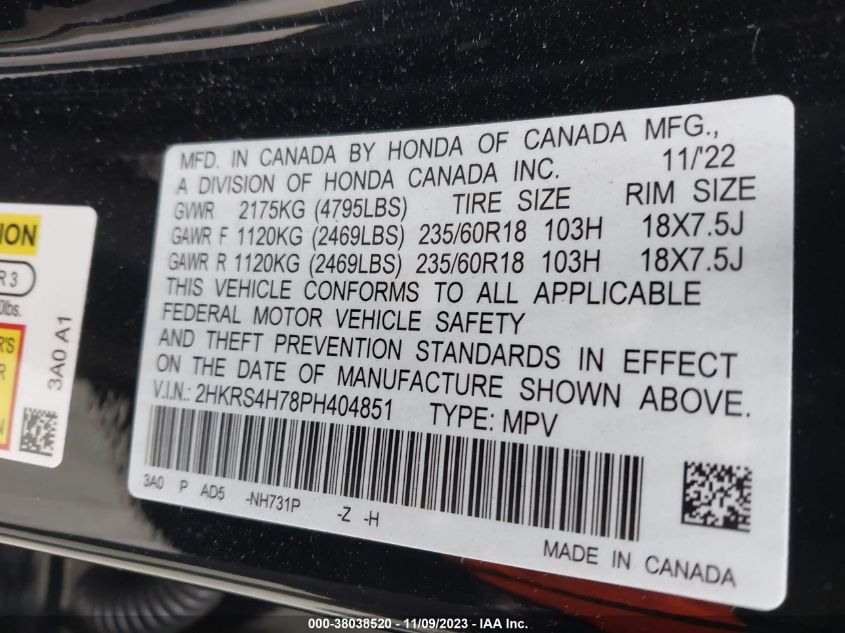 MFD. IN CANADA BY HONDA OF CANADA MFG.,
A DIVISION OF HONDA CANADA INC. 11/'22
GVWR 2175KG (4795LBS) TIRE SIZE RIM SIZE
GAWR F 1120KG (2469LBS) 235/60R18 103H 18X7.5J
GAWR R 1120KG (2469LBS) 235/60R18 103H 18X7.5J
THIS VEHICLE CONFORMS TO ALL APPLICABLE
FEDERAL MOTOR VEHICLE SAFETY
AND THEFT PREVENTION STANDARDS IN EFFECT
ON THE DATE OF MANUFACTURE SHOWN ABOVE.
V.I.N.: 2HKRS4H78PH404851 TYPE: MPV
3A0 P AD5 -NH731P -Z -H
MADE IN CANADA
ION
R 3
0lbs.
R'S
3A0 A1
000-38038520 - 11/09/2023 - IAA Inc.